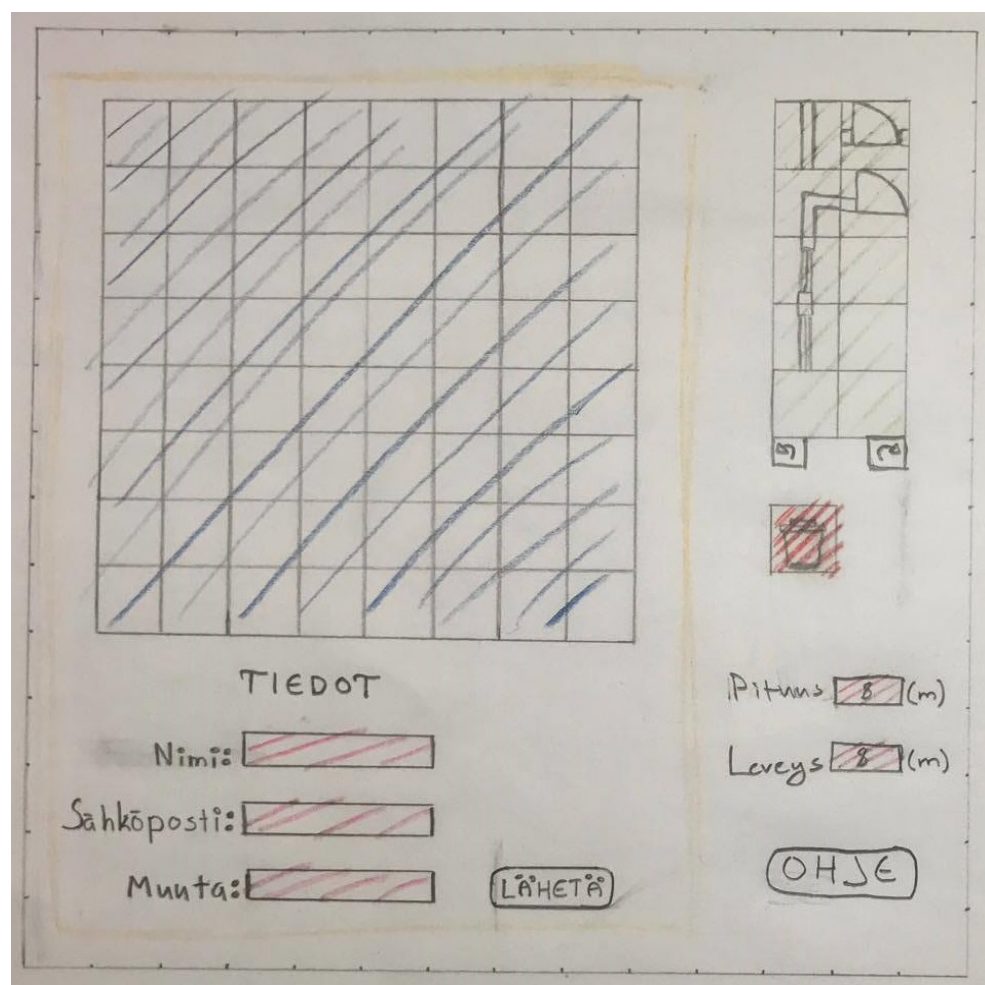 TIEDOT
Nimi:
Sähköposti:
Muuta:
LÄHETÄ
Pituus 8 (m)
Leveys 8 (m)
OHJE